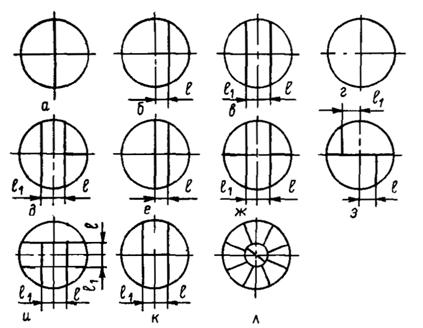 а б l l₁ в l г l₁
l₁ д l е l l₁ ж l з l
l₁ и l l l₁ l₁ к l л